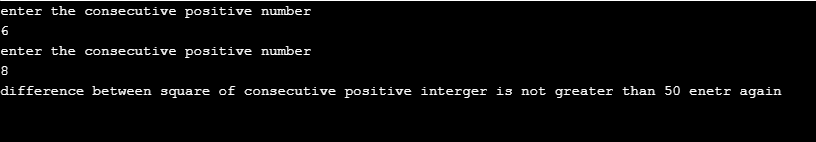 enter the consecutive positive number
6
enter the consecutive positive number
8
difference between square of consecutive positive interger is not greater than 50 enetr again